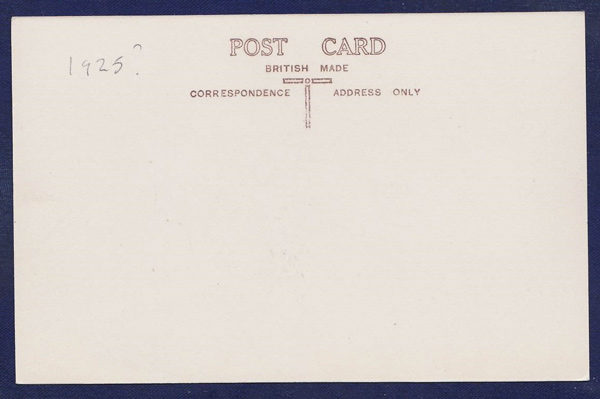 1925?
POST CARD
BRITISH MADE
CORRESPONDENCE ADDRESS ONLY